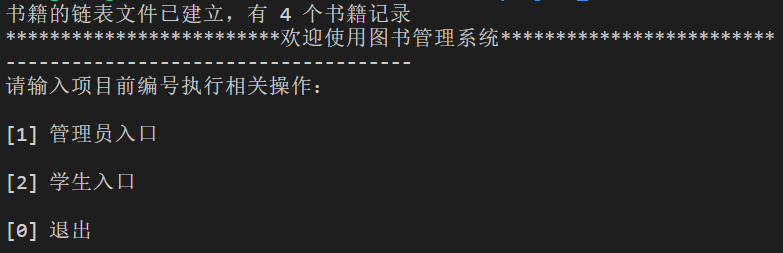 书籍的链表文件已建立，有 4 个书籍记录
*************************欢迎使用图书管理系统*************************
-------------------------------------
请输入项目前编号执行相关操作：
[1] 管理员入口
[2] 学生入口
[0] 退出